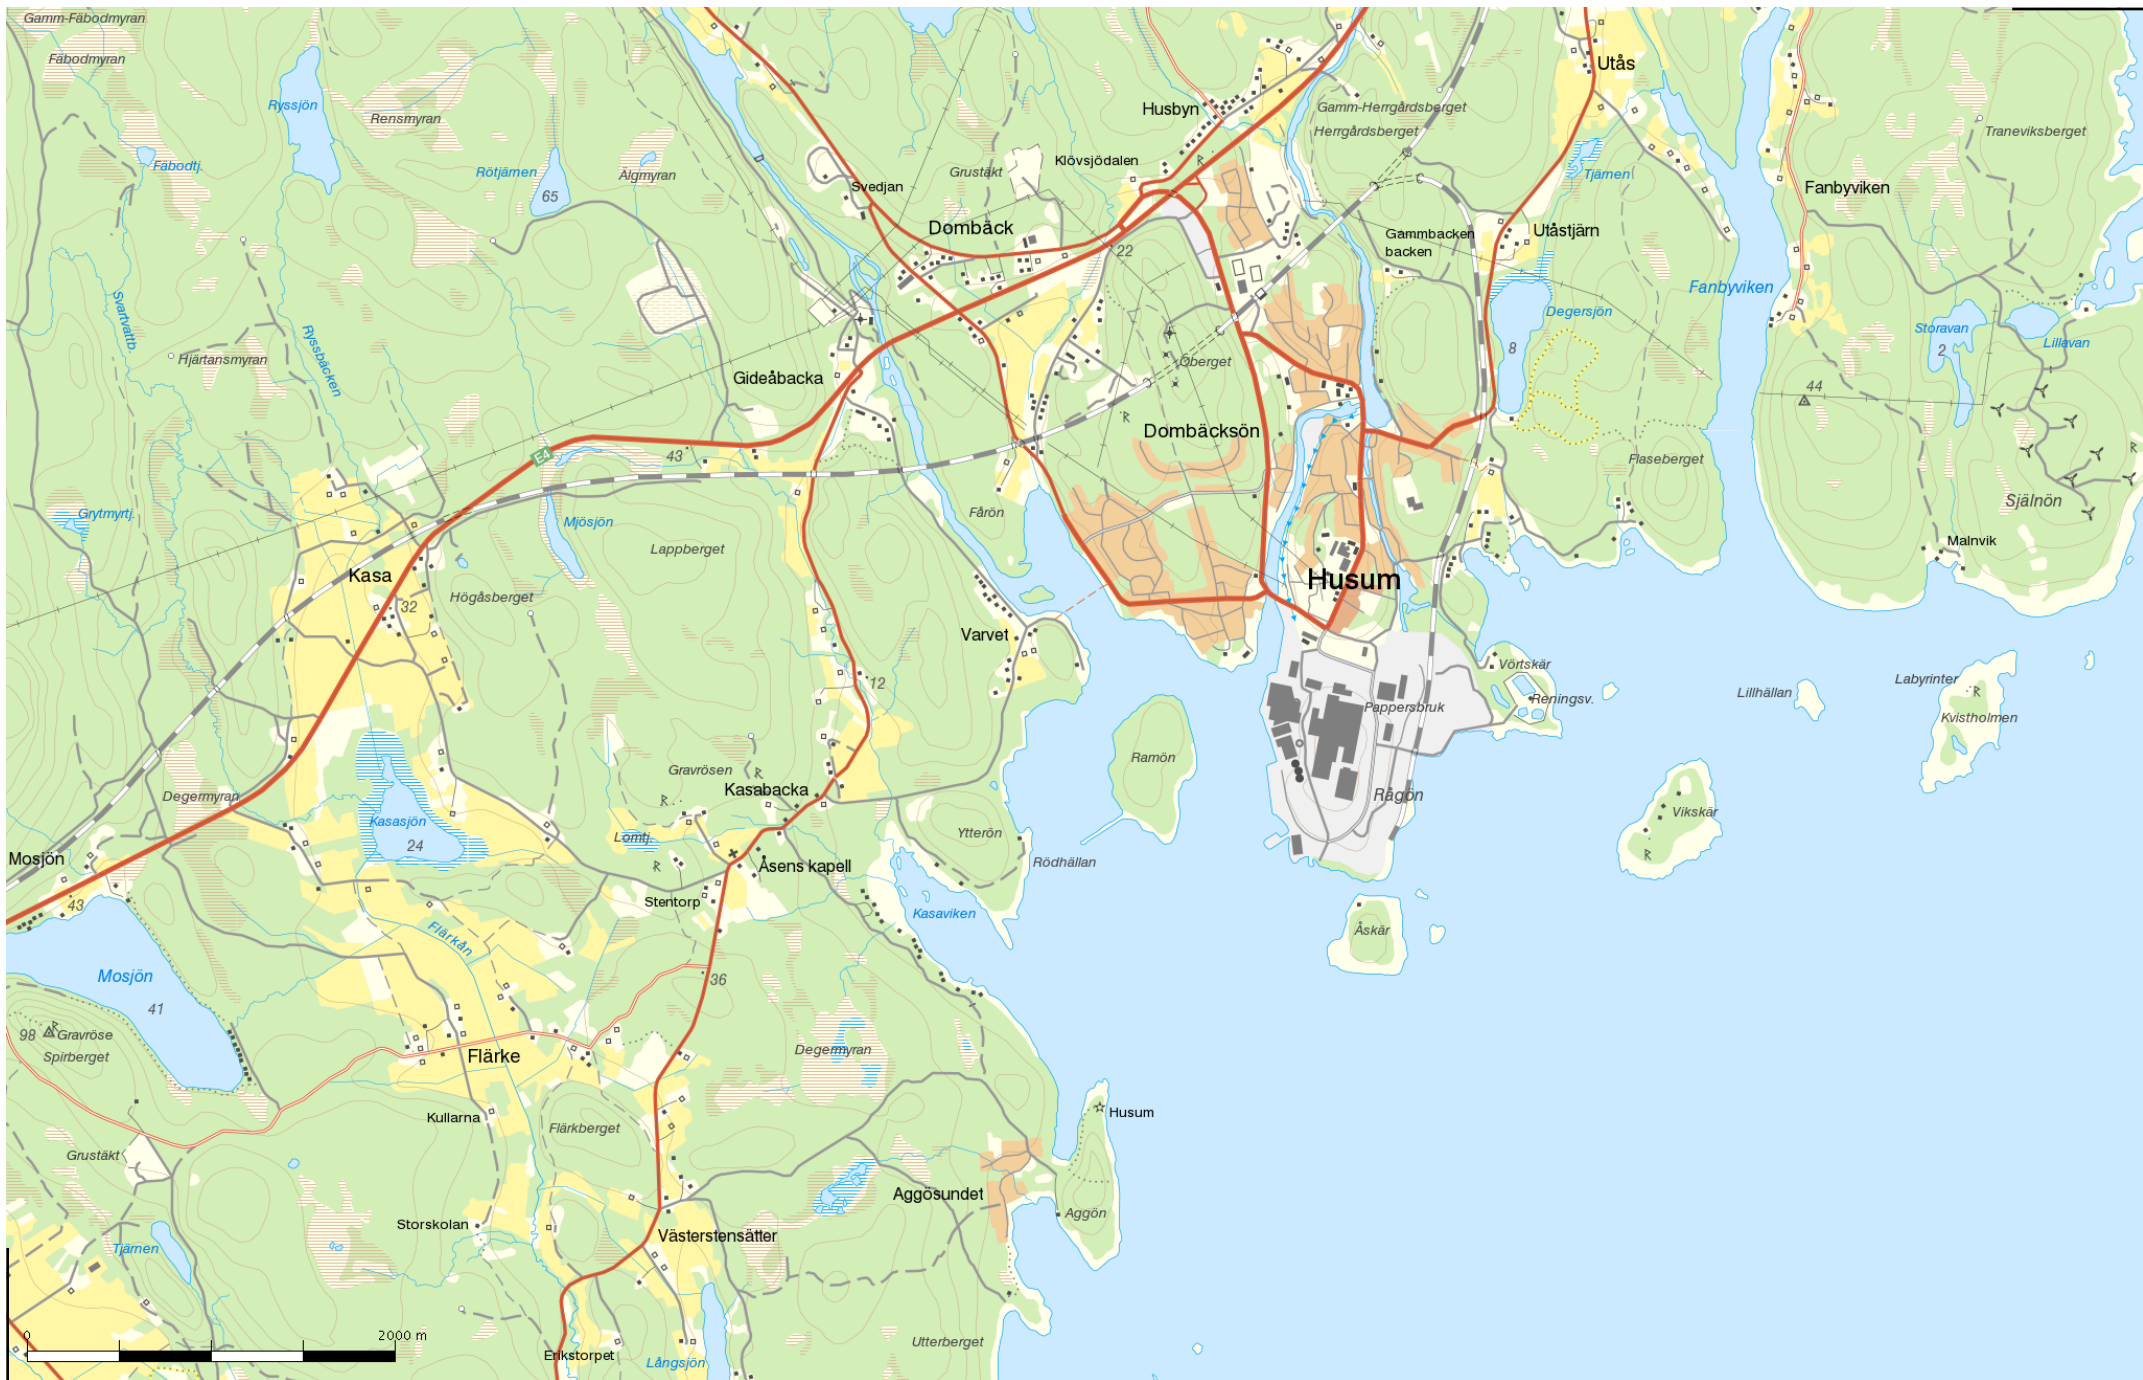 Gamm-Fäbodmyran
Fäbodmyran
Ryssjön
Rensmyran
Fäbodtj.
Rötjärnen
65
Älgmyran
Svedjan
Grustäkt
Klövsjödalen
Husbyn
Gamm-Herrgårdsberget
Herrgårdsberget
Utås
Tjärnen
Traneviksberget
Fanbyviken
Dombäck
22
Gammbacken
backen
Utåstjärn
Svartvattb.
Ryssbäcken
Hjärtansmyran
Gideåbacka
Öberget
Degersjön
8
Fanbyviken
Storavan
2
Lillavan
44
E4
43
Dombäcksön
Flaseberget
Själnön
Grytmyrtj.
Mjösjön
Lappberget
Fårön
Malnvik
Kasa
32
Högåsberget
Husum
Varvet
12
Vörtskär
Reningsv.
Lillhällan
Labyrinter
Kvistholmen
Pappersbruk
Ramön
Gravrösen
Kasabacka
Degermyran
Rågön
Kasasjön
24
Lomtj.
Ytterön
Vikskär
Mosjön
43
Åsens kapell
Rödhällan
Stentorp
Kasaviken
Åskär
Flärkån
Mosjön
41
36
98
Gravröse
Spirberget
Flärke
Degermyran
Kullarna
Flärkberget
Husum
Grustäkt
Aggösundet
Aggön
Storskolan
Västerstensätter
Tjärnen
0
2000 m
Erikstorpet
Långsjön
Utterberget